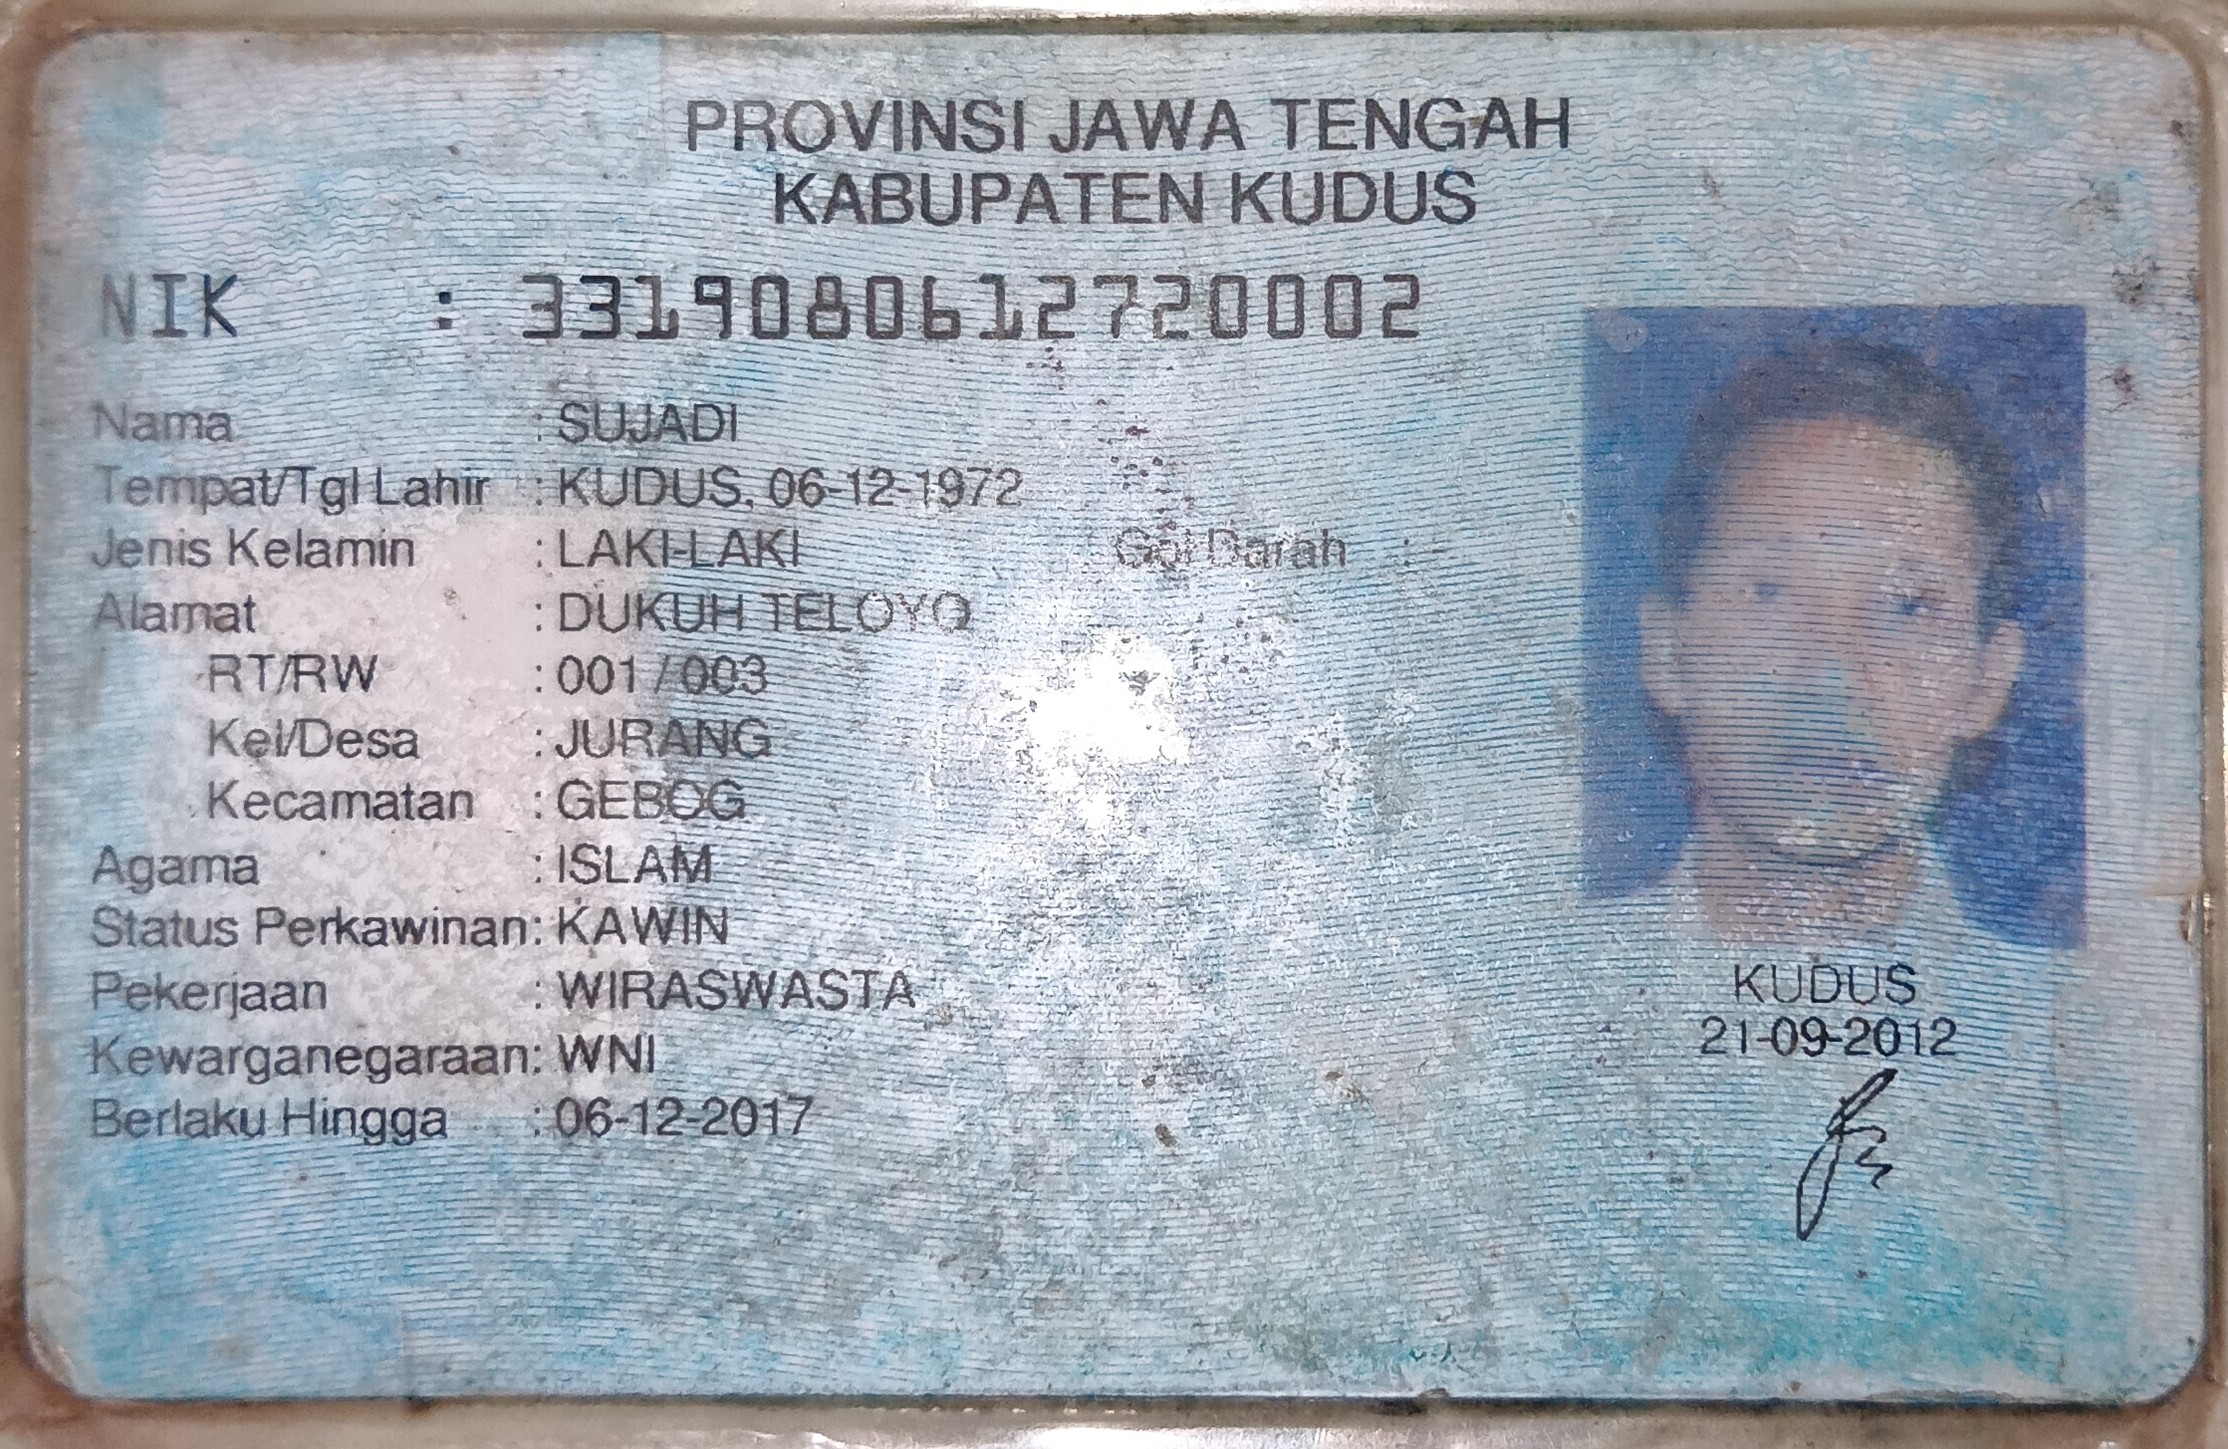 PROVINSI JAWA TENGAH
KABUPATEN KUDUS
NIK : 3319080612720002
Nama : SUJADI
Tempat/Tgl Lahir : KUDUS, 06-12-1972
Jenis Kelamin : LAKI-LAKI Gol Darah : -
Alamat : DUKUH TELOYO
RT/RW : 001 / 003
Kel/Desa : JURANG
Kecamatan : GEBOG
Agama : ISLAM
Status Perkawinan: KAWIN
Pekerjaan : WIRASWASTA
Kewarganegaraan: WNI
Berlaku Hingga : 06-12-2017
KUDUS
21-09-2012